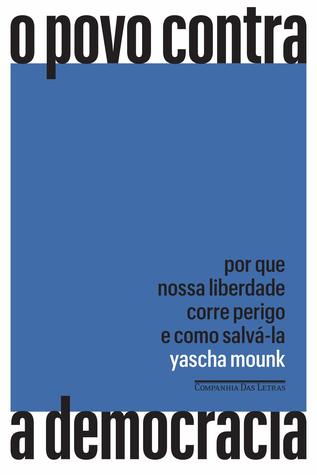 o povo contra
por que
nossa liberdade
corre perigo
e como salvá-la
yascha mounk
Companhia Das Letras
a democracia